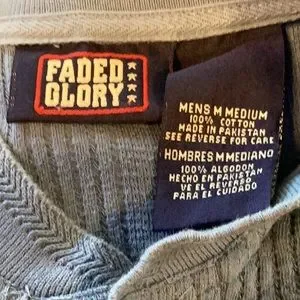 FADED
GLORY
MENS M MEDIUM
100% COTTON
MADE IN PAKISTAN
SEE REVERSE FOR CARE
HOMBRES M MEDIANO
100% ALGODON
HECHO EN PAKISTAN
VE EL REVERSO
PARA EL CUIDADO